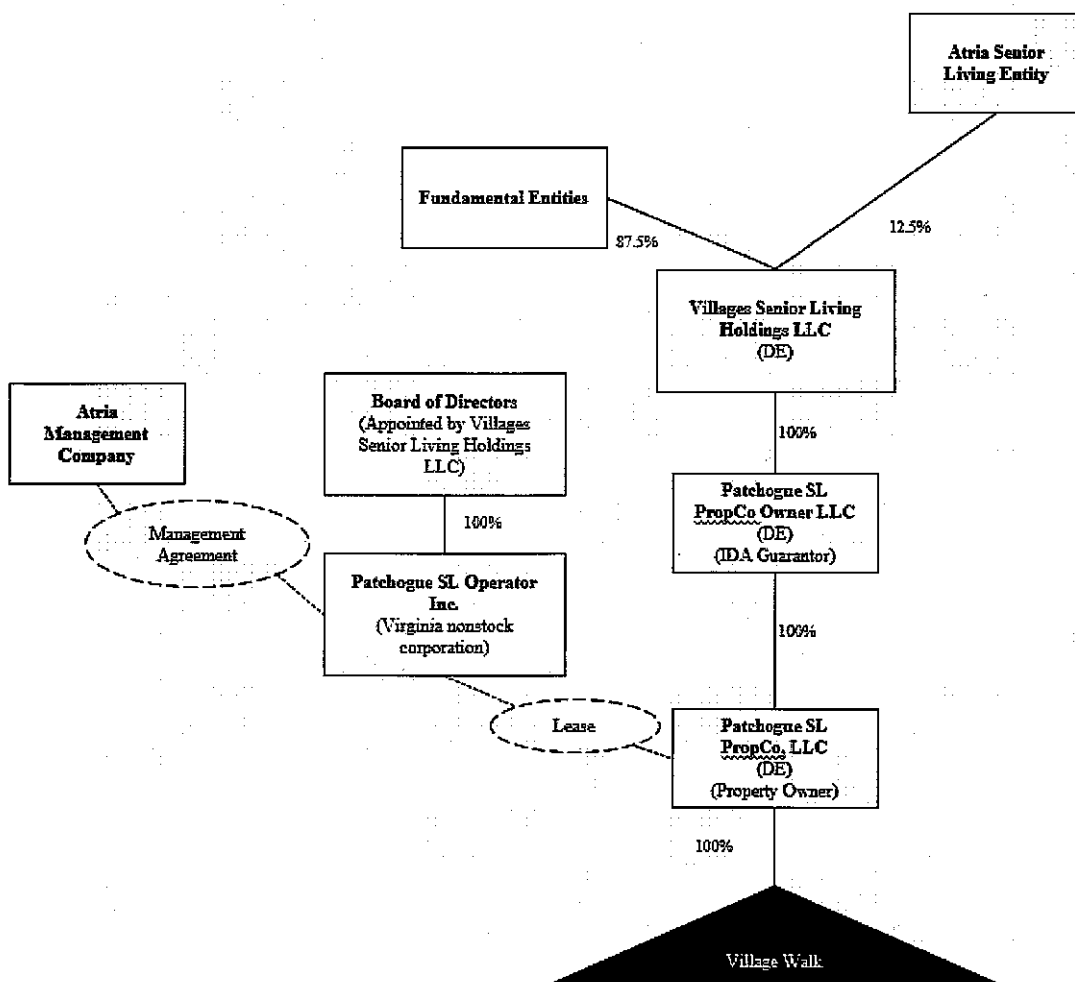 Atria Senior
Living Entity
Fundamental Entities
87.5%
12.5%
Villages Senior Living
Holdings LLC
(DE)
Atria
Management
Company
Board of Directors
(Appointed by Villages
Senior Living Holdings
LLC)
100%
Management
Agreement
100%
Patchogue SL
PropCo Owner LLC
(DE)
(IDA Guarantor)
Patchogue SL Operator
Inc.
(Virginia nonstock
corporation)
100%
Lease
Patchogue SL
PropCo, LLC
(DE)
(Property Owner)
100%
Village Walk